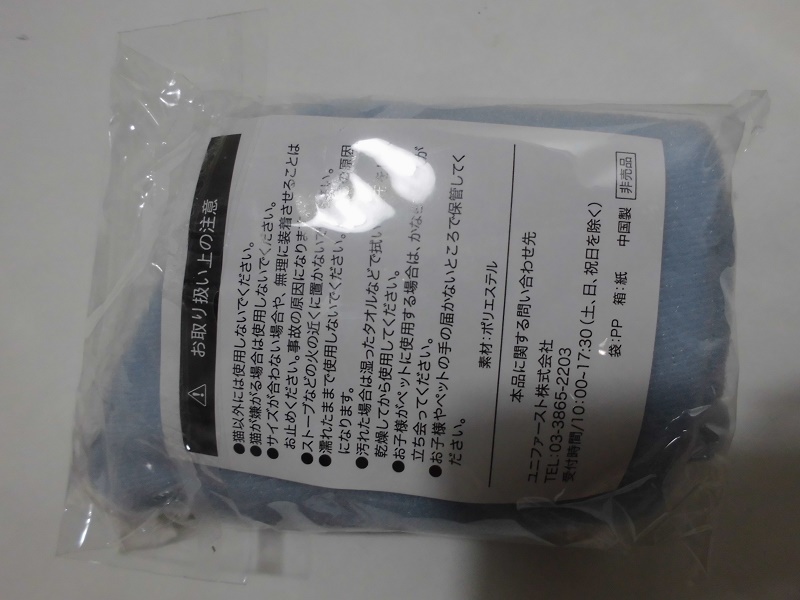 お取り扱い上の注意
●猫以外には使用しないでください。
●猫が嫌がる場合は使用しないでください。
●サイズが合わない場合や、無理に装着させることは
お止めください。事故の原因になりま
●ストーブなどの火の近くに置かないで
●濡れたままで使用しないでください。 の原因
になります。
●汚れた場合は湿ったタオルなどで拭い
乾燥してから使用してください。
●お子様がペットに使用する場合は、かな
立ち会ってください。
●お子様やペットの手の届かないところで保管してく
ださい。
素材：ポリエステル
本品に関する問い合わせ先
ユニファースト株式会社
TEL：03-3865-2203
受付時間/10：00-17：30（土、日、祝日を除く）
袋：PP 箱：紙 中国製 非売品